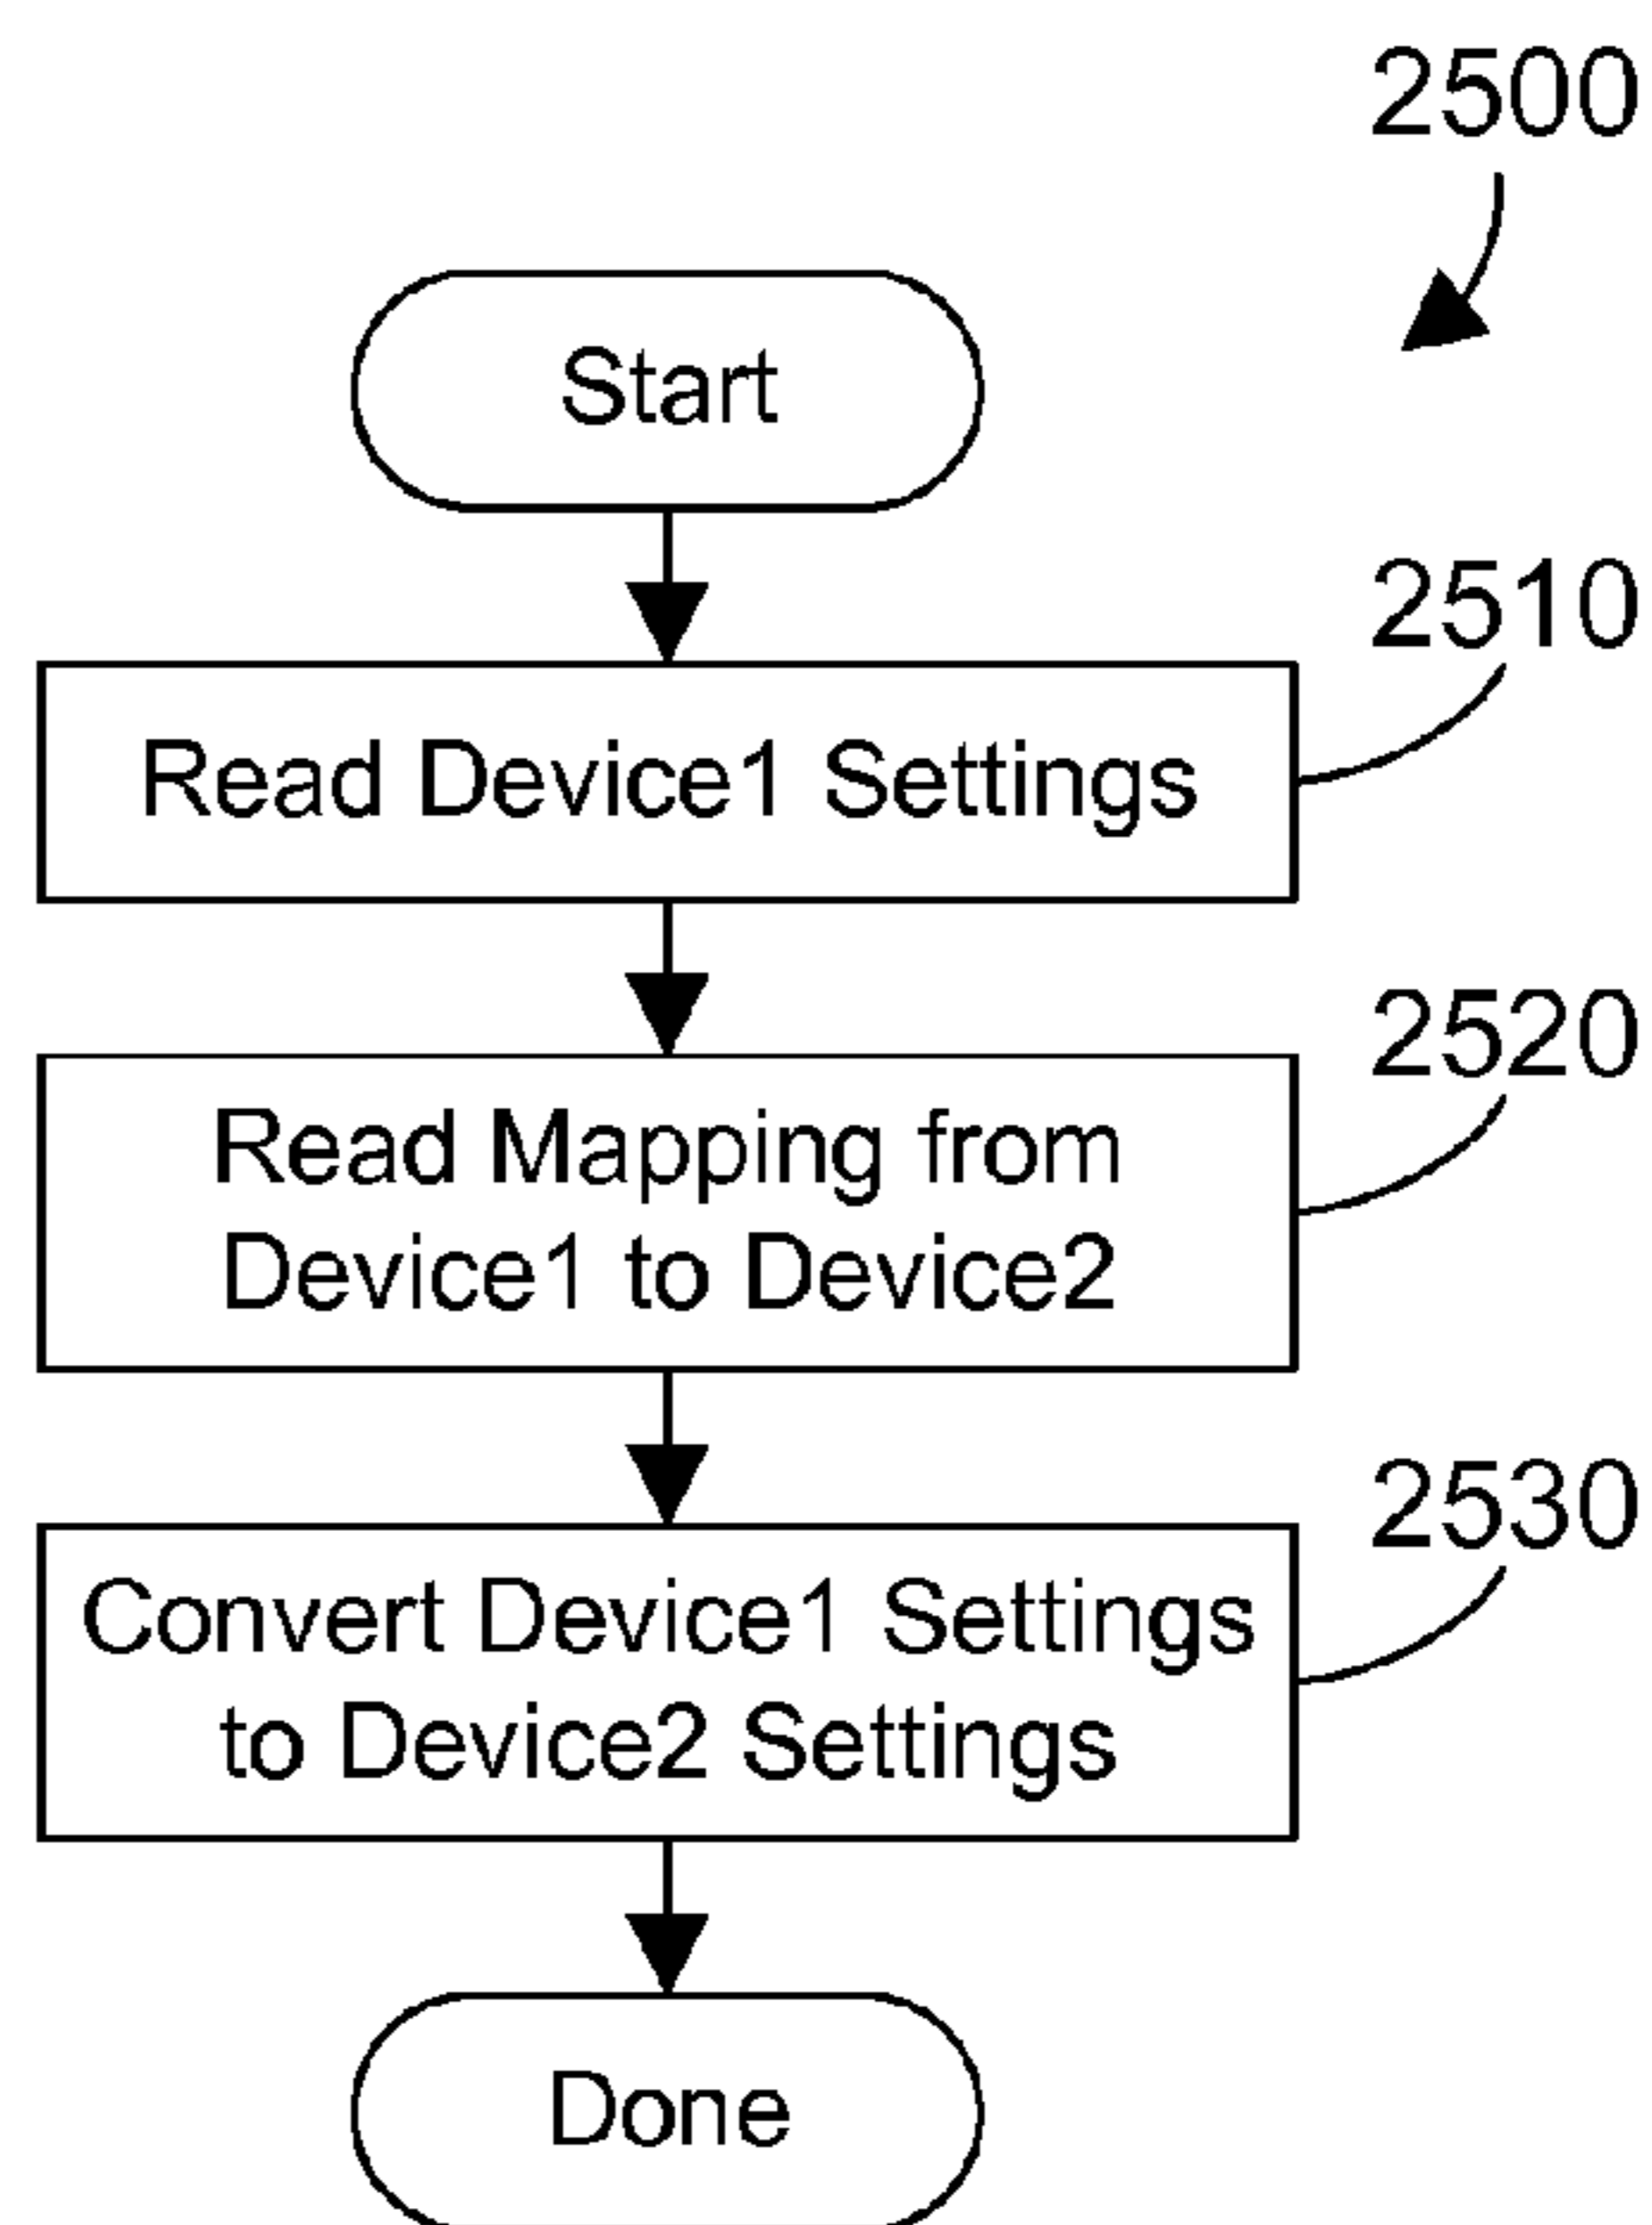 2500
Start
2510
Read Device1 Settings
2520
Read Mapping from
Device1 to Device2
2530
Convert Device1 Settings
to Device2 Settings
Done